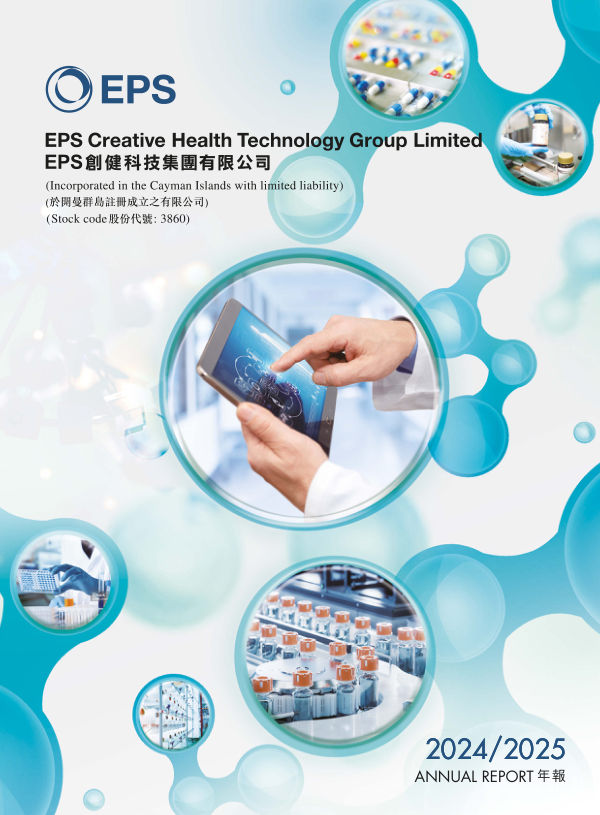 EPS
EPS Creative Health Technology Group Limited
EPS創健科技集團有限公司
(Incorporated in the Cayman Islands with limited liability)
(於開曼群島註冊成立之有限公司)
(Stock code股份代號: 3860)
2024/2025
ANNUAL REPORT 年報